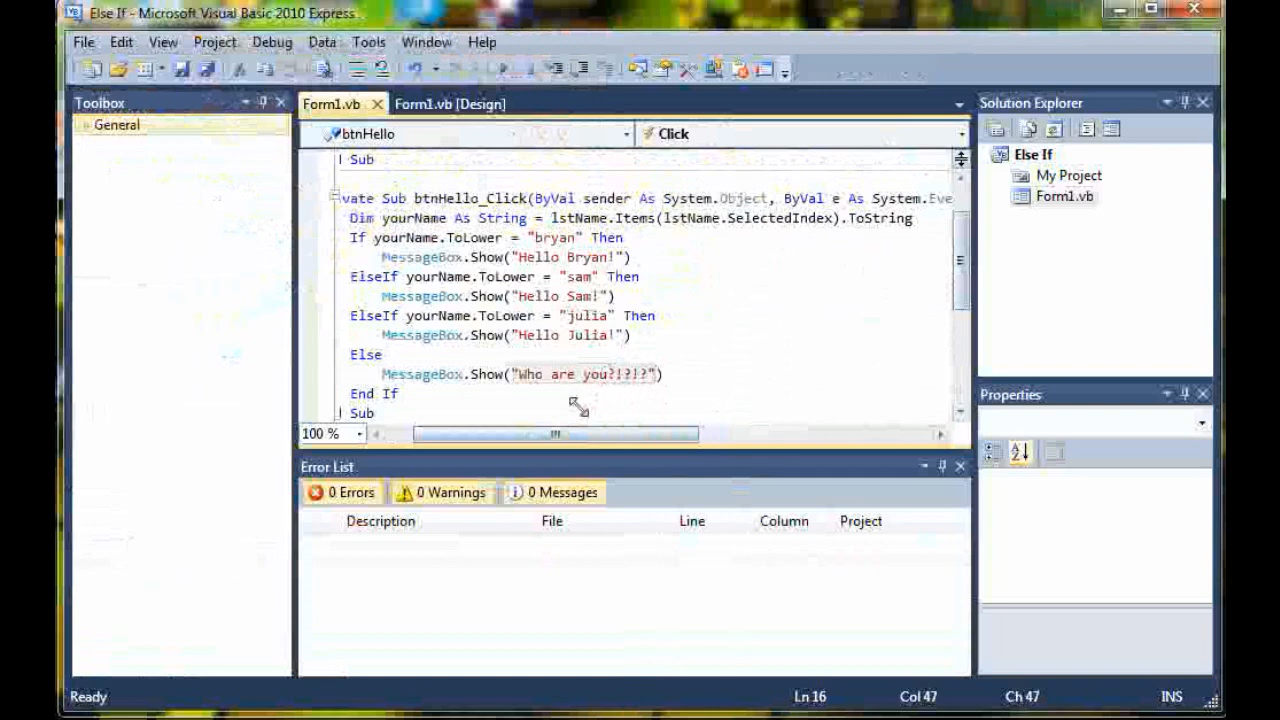 Else If - Microsoft Visual Basic 2010 Express
File Edit View Project Debug Data Tools Window Help
Toolbox
General
Form1.vb
Form1.vb [Design]
btnHello
Click
Sub
vate Sub btnHello_Click(ByVal sender As System.Object, ByVal e As System.Eve
Dim yourName As String = lstName.Items(lstName.SelectedIndex).ToString
If yourName.ToLower = "bryan" Then
MessageBox.Show("Hello Bryan!")
ElseIf yourName.ToLower = "sam" Then
MessageBox.Show("Hello Sam!")
ElseIf yourName.ToLower = "julia" Then
MessageBox.Show("Hello Julia!")
Else
MessageBox.Show("Who are you?!?!?")
End If
Sub
100 %
Error List
0 Errors
0 Warnings
0 Messages
Description File Line Column Project
Solution Explorer
Else If
My Project
Form1.vb
Properties
Ready
Ln 16
Col 47
Ch 47
INS